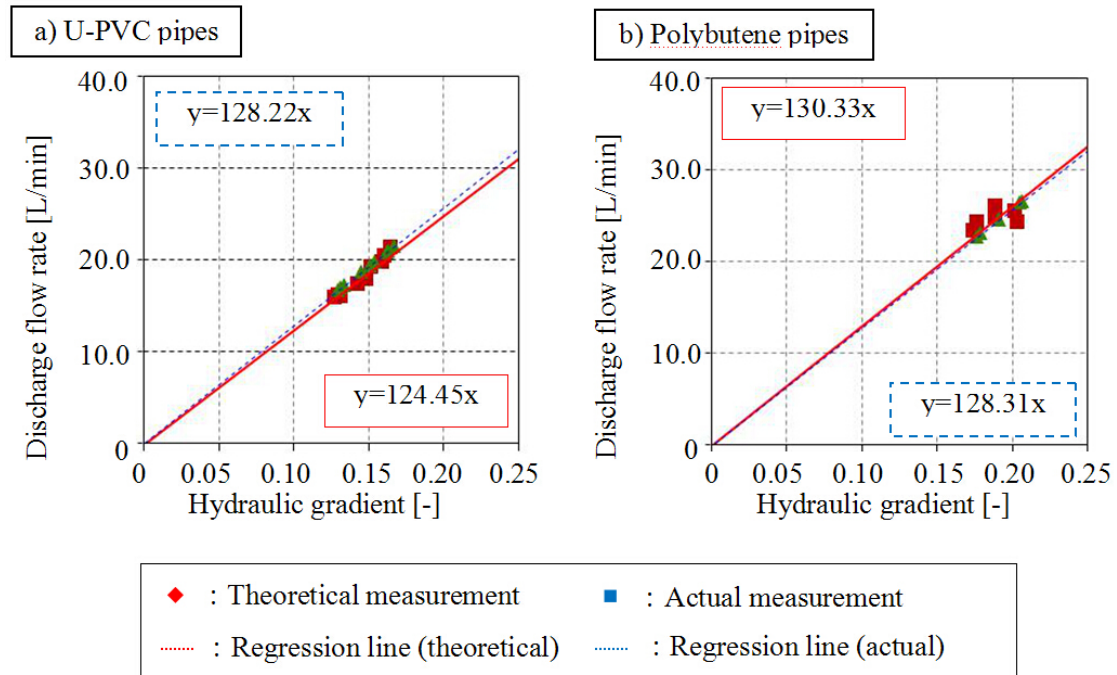 a) U-PVC pipes
40.0
y=128.22x
30.0
20.0
10.0
y=124.45x
0
0 0.05 0.10 0.15 0.20 0.25
Discharge flow rate [L/min]
Hydraulic gradient [-]
b) Polybutene pipes
40.0
y=130.33x
30.0
20.0
10.0
y=128.31x
0
0 0.05 0.10 0.15 0.20 0.25
Discharge flow rate [L/min]
Hydraulic gradient [-]
: Theoretical measurement
: Actual measurement
: Regression line (theoretical)
: Regression line (actual)